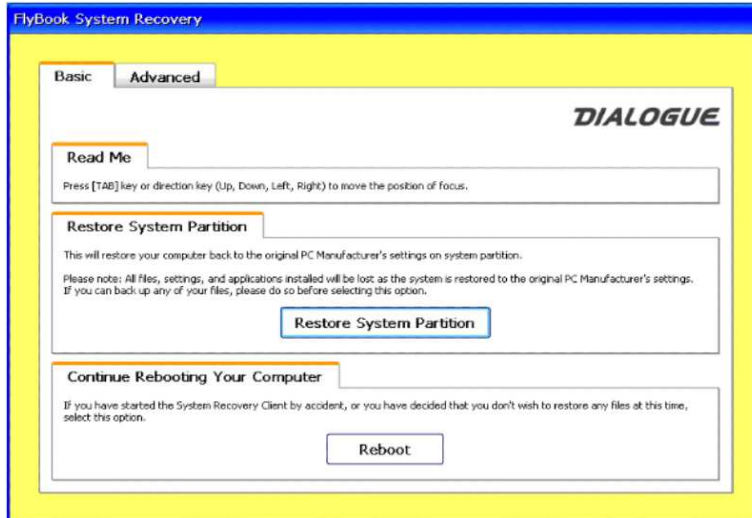 FlyBook System Recovery
Basic
Advanced
DIALOGUE
Read Me
Press [TAB] key or direction key (Up, Down, Left, Right) to move the position of focus.
Restore System Partition
This will restore your computer back to the original PC Manufacturer's settings on system partition.
Please note: All files, settings, and applications installed will be lost as the system is restored to the original PC Manufacturer's settings.
If you can back up any of your files, please do so before selecting this option.
Restore System Partition
Continue Rebooting Your Computer
If you have started the System Recovery Client by accident, or you have decided that you don't wish to restore any files at this time,
select this option.
Reboot